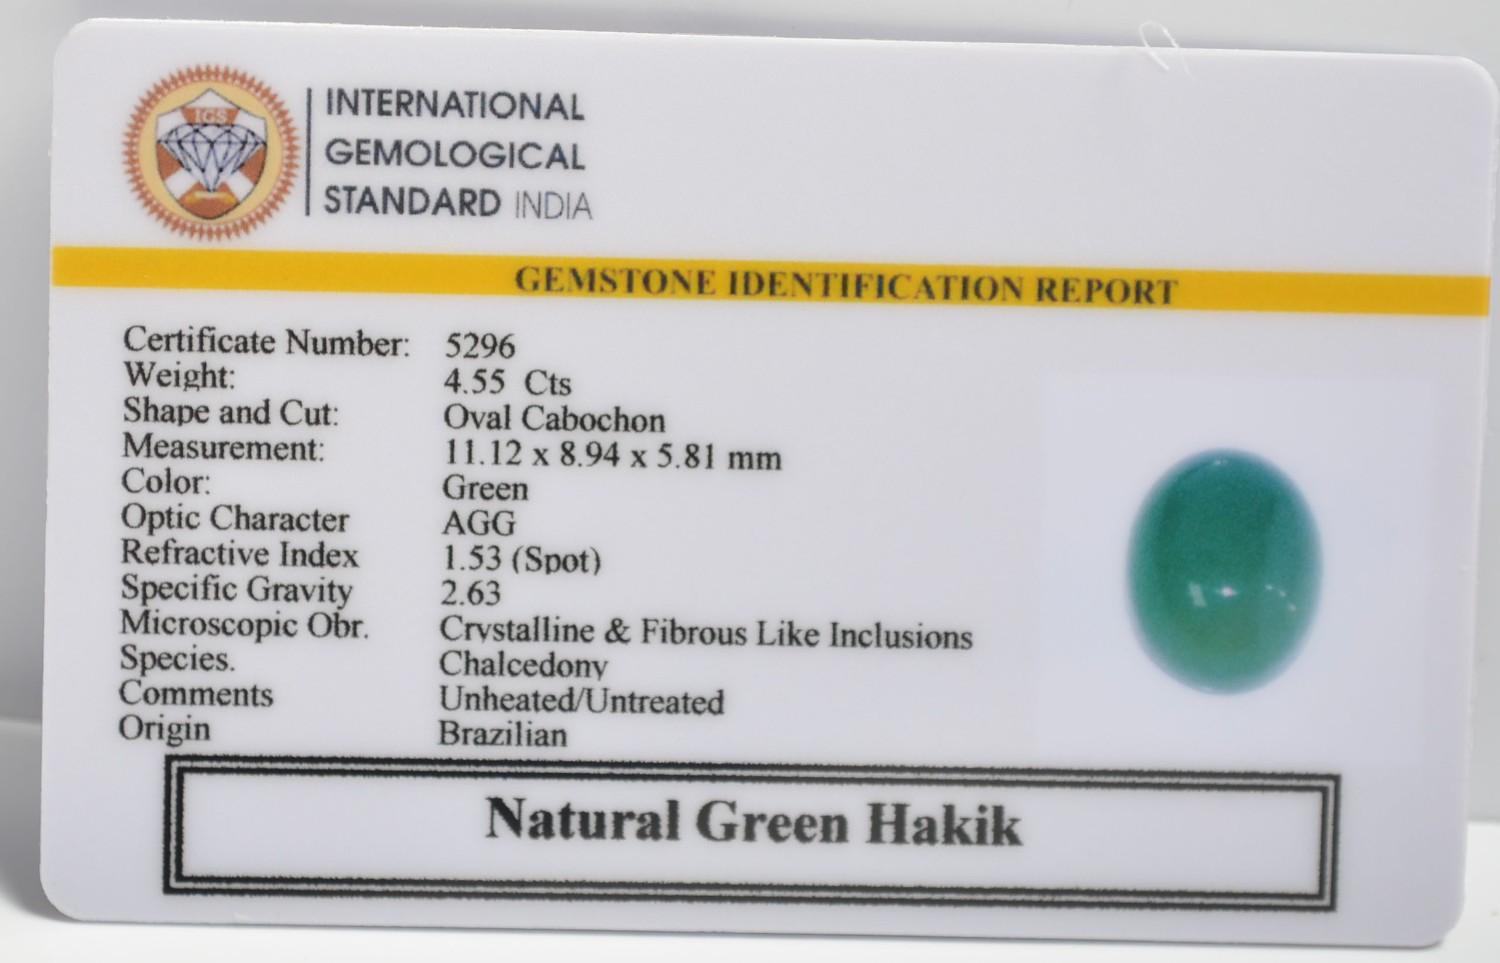 IGS
INTERNATIONAL
GEMOLOGICAL
STANDARD INDIA
GEMSTONE IDENTIFICATION REPORT
Certificate Number: 5296
Weight: 4.55 Cts
Shape and Cut: Oval Cabochon
Measurement: 11.12 x 8.94 x 5.81 mm
Color: Green
Optic Character AGG
Refractive Index 1.53 (Spot)
Specific Gravity 2.63
Microscopic Obr. Crystalline & Fibrous Like Inclusions
Species. Chalcedony
Comments Unheated/Untreated
Origin Brazilian
Natural Green Hakik